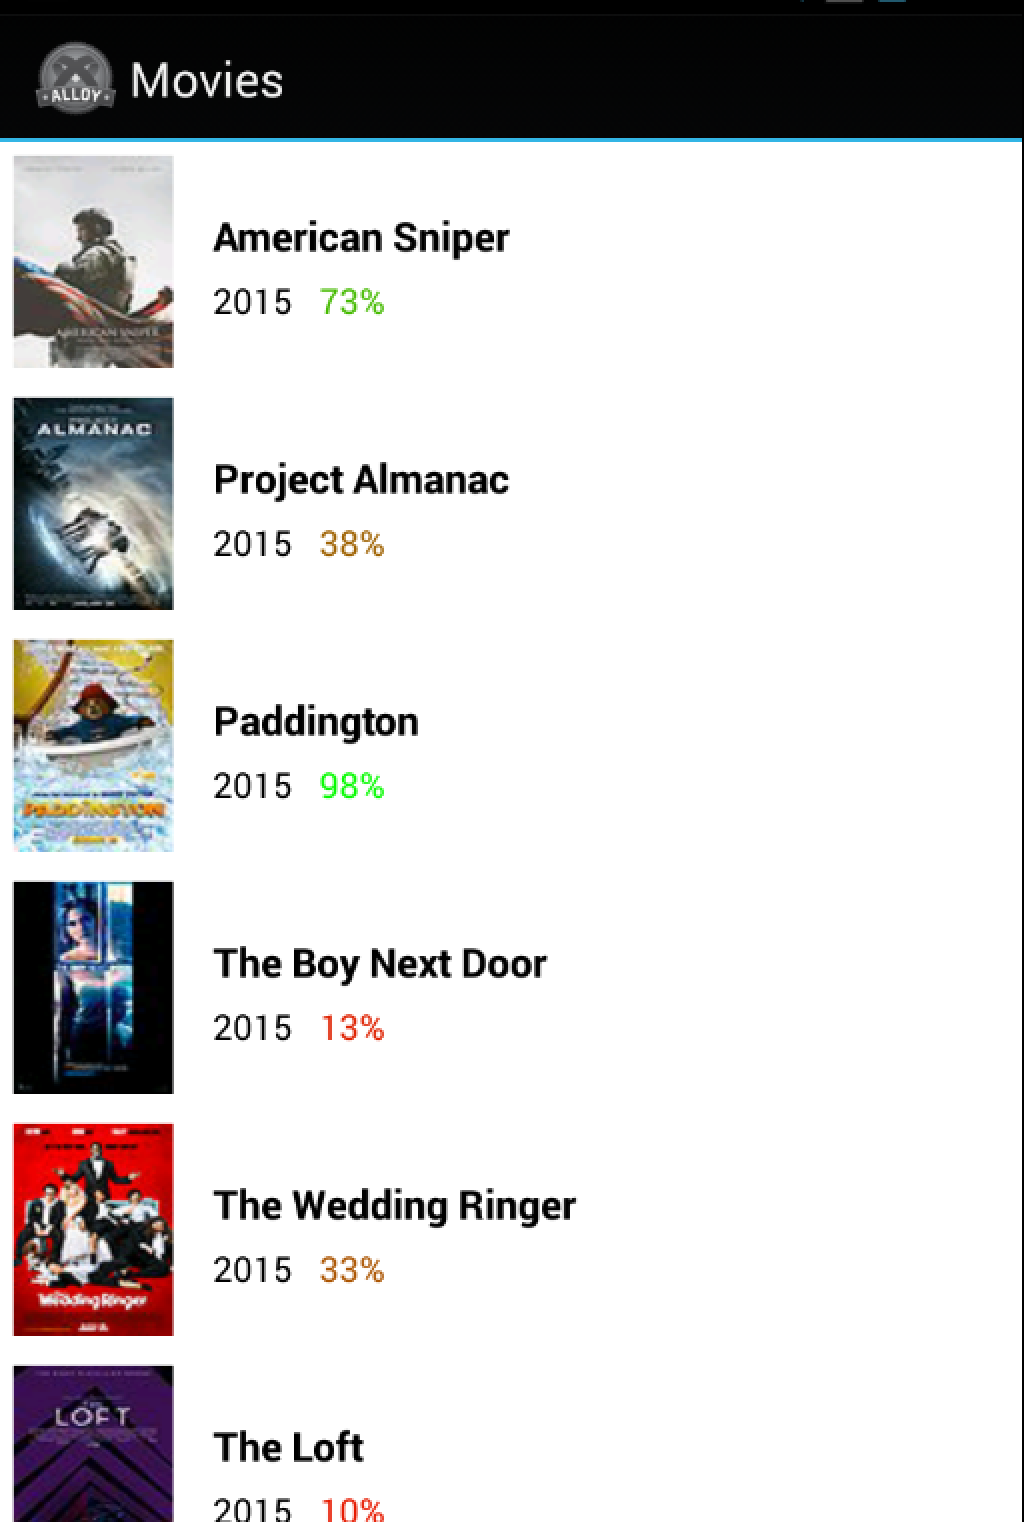 ALLOY
Movies
AMERICAN SNIPER
American Sniper
2015 73%
ALMANAC
Project Almanac
2015 38%
PADDINGTON
Paddington
2015 98%
The Boy Next Door
2015 13%
Wedding Ringer
The Wedding Ringer
2015 33%
THE
LOFT
The Loft
2015 10%